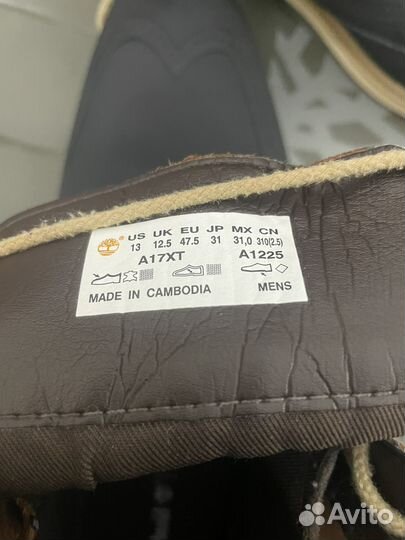 US UK EU JP MX CN
13 12.5 47.5 31 31,0 310(2.5)
A17XT A1225
MADE IN CAMBODIA MENS
Avito